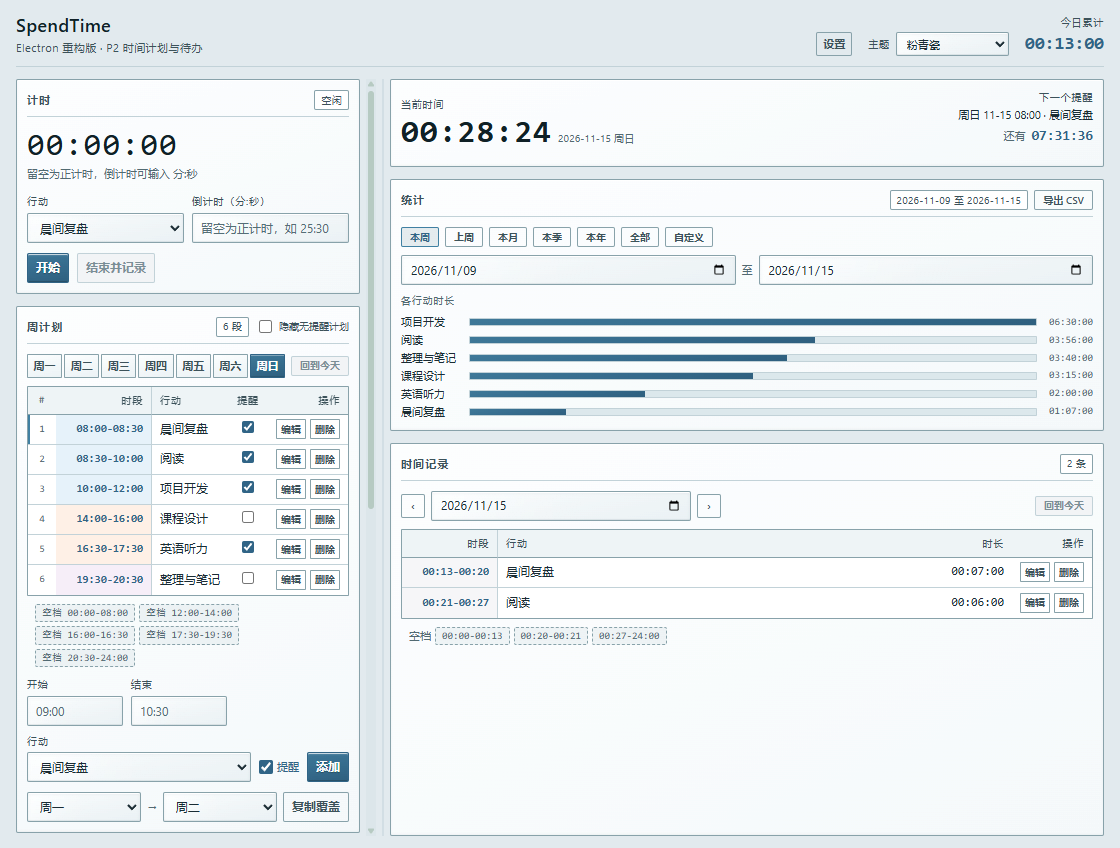 SpendTime
Electron 重构版 · P2 时间计划与待办
设置
主题
粉青瓷
今日累计
00:13:00
计时
空闲
00:00:00
留空为正计时，倒计时可输入 分:秒
行动
倒计时（分:秒）
晨间复盘
留空为正计时，如 25:30
开始
结束并记录
周计划
6 段
隐藏无提醒计划
周一 周二 周三 周四 周五 周六 周日 回到今天
# 时段 行动 提醒 操作
1 08:00-08:30 晨间复盘 编辑 删除
2 08:30-10:00 阅读 编辑 删除
3 10:00-12:00 项目开发 编辑 删除
4 14:00-16:00 课程设计 编辑 删除
5 16:30-17:30 英语听力 编辑 删除
6 19:30-20:30 整理与笔记 编辑 删除
空档 00:00-08:00 空档 12:00-14:00
空档 16:00-16:30 空档 17:30-19:30
空档 20:30-24:00
开始 结束
09:00 10:30
行动
晨间复盘 提醒 添加
周一 → 周二 复制覆盖
当前时间
00:28:24 2026-11-15 周日
下一个提醒
周日 11-15 08:00 · 晨间复盘
还有 07:31:36
统计
2026-11-09 至 2026-11-15 导出 CSV
本周 上周 本月 本季 本年 全部 自定义
2026/11/09 至 2026/11/15
各行动时长
项目开发 06:30:00
阅读 03:56:00
整理与笔记 03:40:00
课程设计 03:15:00
英语听力 02:00:00
晨间复盘 01:07:00
时间记录
2 条
‹ 2026/11/15 › 回到今天
时段 行动 时长 操作
00:13-00:20 晨间复盘 00:07:00 编辑 删除
00:21-00:27 阅读 00:06:00 编辑 删除
空档 00:00-00:13 00:20-00:21 00:27-24:00